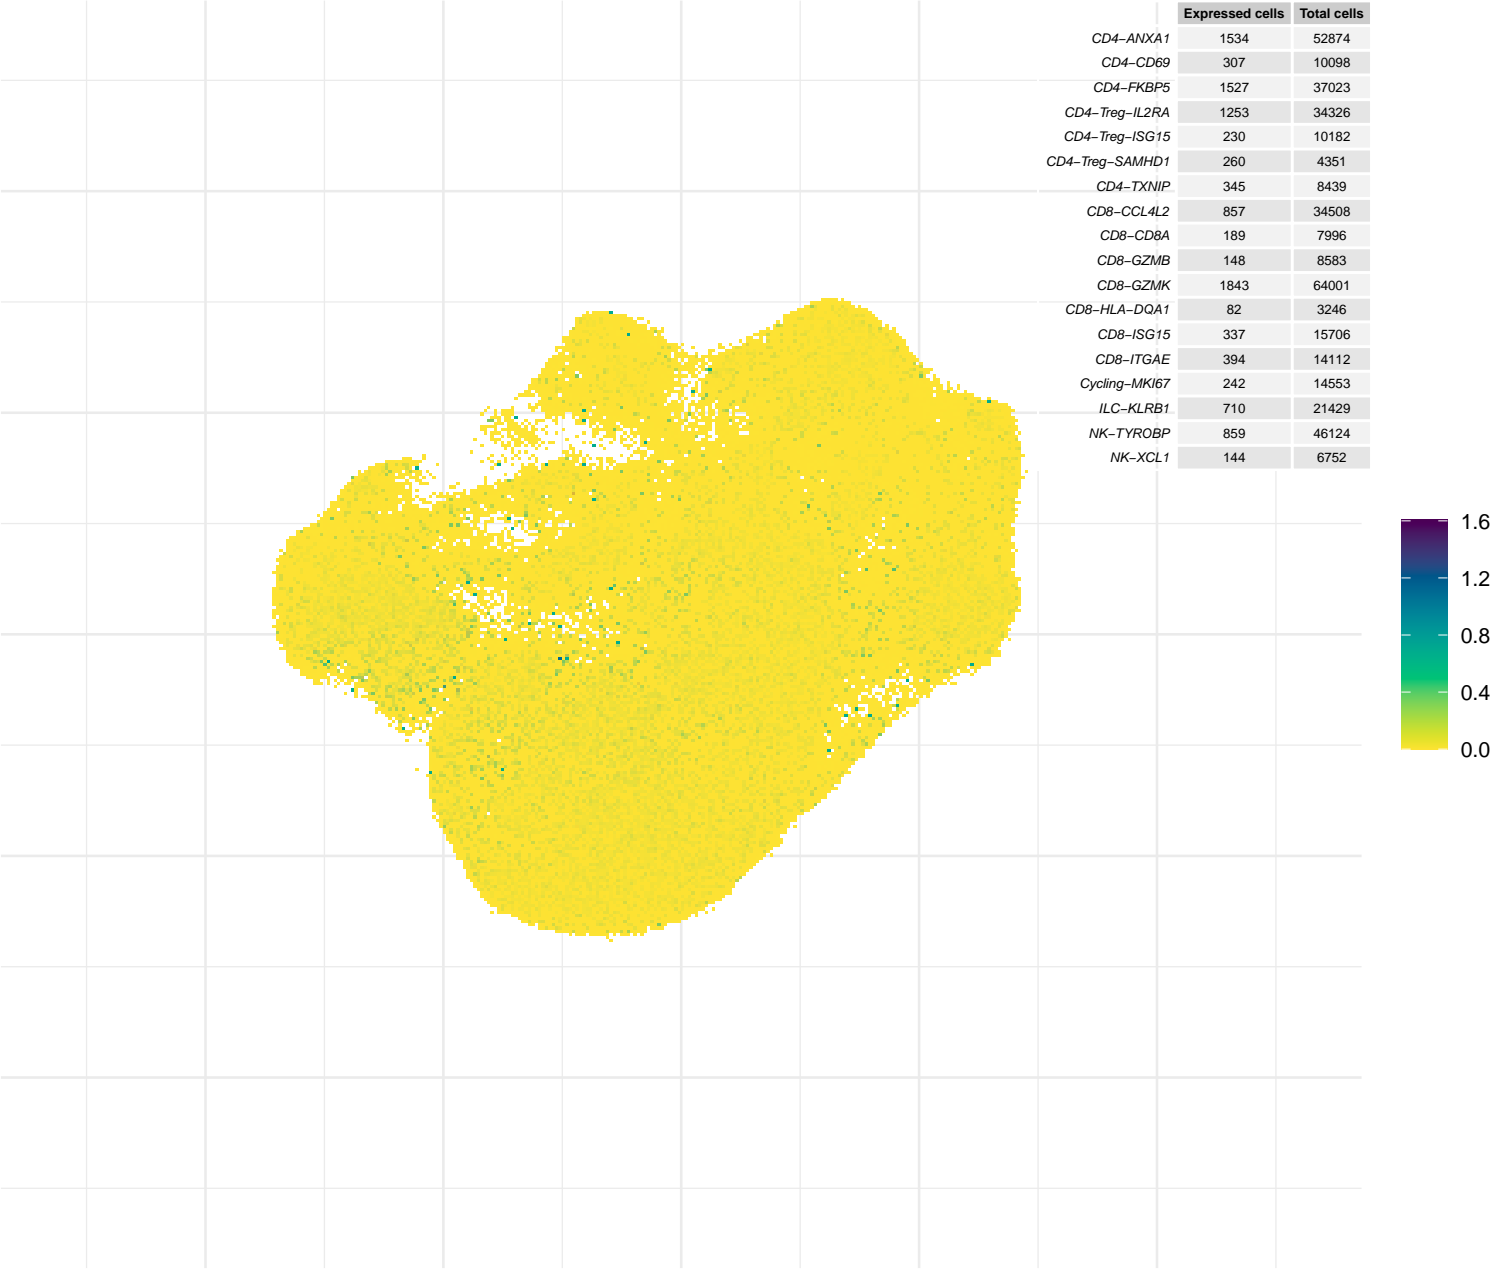 Expressed cells Total cells
CD4−ANXA1 1534 52874
CD4−CD69 307 10098
CD4−FKBP5 1527 37023
CD4−Treg−IL2RA 1253 34326
CD4−Treg−ISG15 230 10182
CD4−Treg−SAMHD1 260 4351
CD4−TXNIP 345 8439
CD8−CCL4L2 857 34508
CD8−CD8A 189 7996
CD8−GZMB 148 8583
CD8−GZMK 1843 64001
CD8−HLA−DQA1 82 3246
CD8−ISG15 337 15706
CD8−ITGAE 394 14112
Cycling−MKI67 242 14553
ILC−KLRB1 710 21429
NK−TYROBP 859 46124
NK−XCL1 144 6752
1.6
1.2
0.8
0.4
0.0